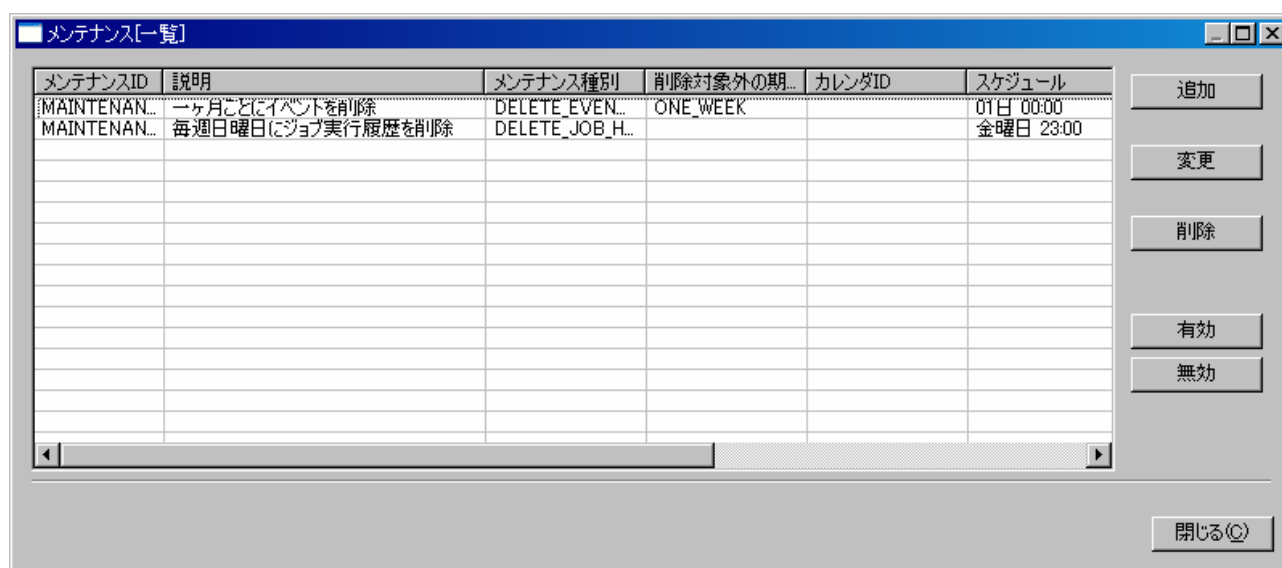 メンテナンス[一覧]
メンテナンスID 説明 メンテナンス種別 削除対象外の期... カレンダID スケジュール
MAINTENAN... 一ヶ月ごとにイベントを削除 DELETE_EVEN... ONE_WEEK 01日 00:00
MAINTENAN... 毎週日曜日にジョブ実行履歴を削除 DELETE_JOB_H... 金曜日 23:00
追加
変更
削除
有効
無効
閉じる(C)